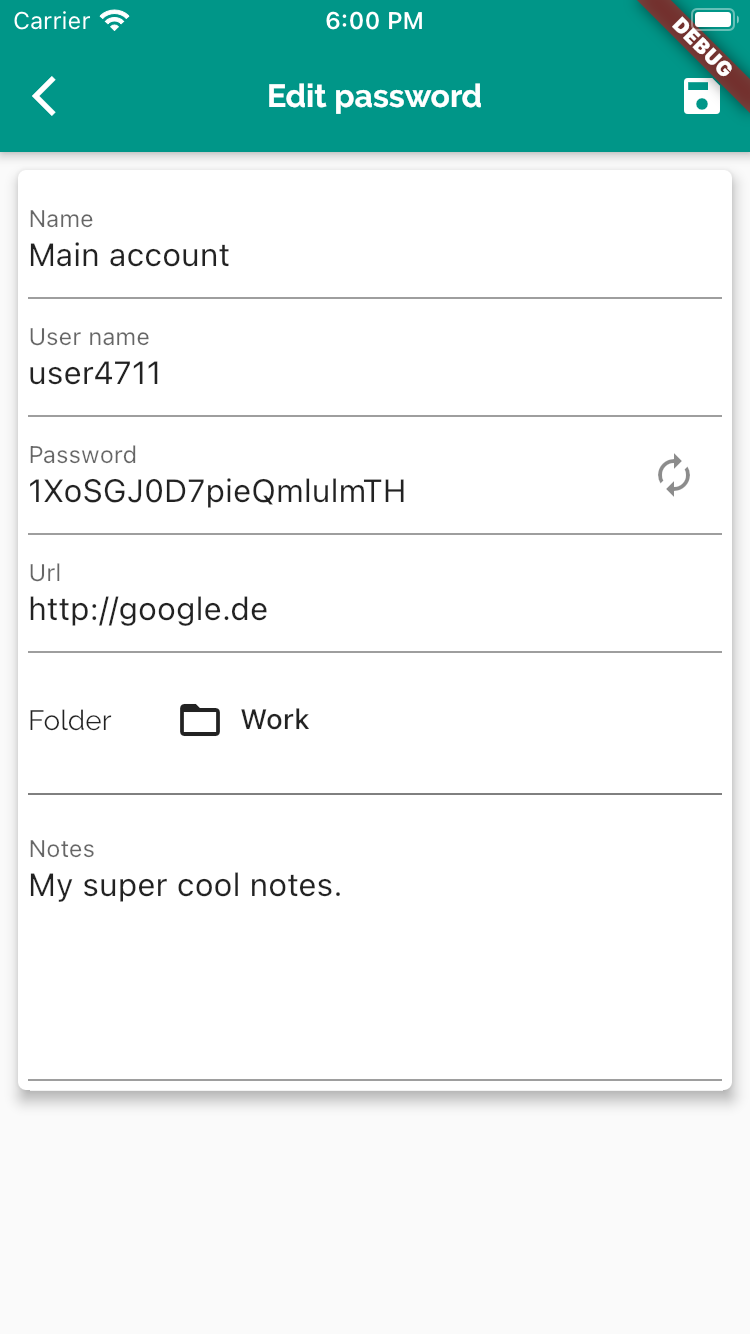 Carrier 6:00 PM
DEBUG
Edit password
Name
Main account
User name
user4711
Password
1XoSGJ0D7pieQmlulmTH
Url
http://google.de
Folder Work
Notes
My super cool notes.